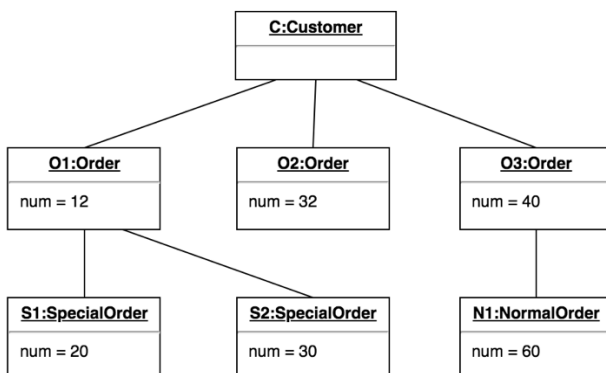 C:Customer
O1:Order
num = 12
O2:Order
num = 32
O3:Order
num = 40
S1:SpecialOrder
num = 20
S2:SpecialOrder
num = 30
N1:NormalOrder
num = 60